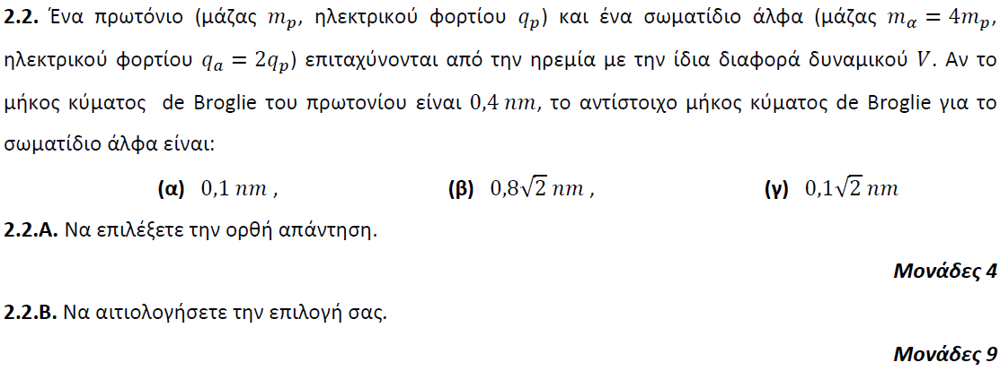 2.2. Ένα πρωτόνιο (μάζας $m_p$, ηλεκτρικού φορτίου $q_p$) και ένα σωματίδιο άλφα (μάζας $m_\alpha = 4m_p$,
ηλεκτρικού φορτίου $q_a = 2q_p$) επιταχύνονται από την ηρεμία με την ίδια διαφορά δυναμικού $V$. Αν το
μήκος κύματος de Broglie του πρωτονίου είναι 0,4 $nm$, το αντίστοιχο μήκος κύματος de Broglie για το
σωματίδιο άλφα είναι:
(α) 0,1 $nm$ , (β) $0,8\sqrt{2}$ $nm$ , (γ) $0,1\sqrt{2}$ $nm$
2.2.Α. Να επιλέξετε την ορθή απάντηση.
Μονάδες 4
2.2.Β. Να αιτιολογήσετε την επιλογή σας.
Μονάδες 9